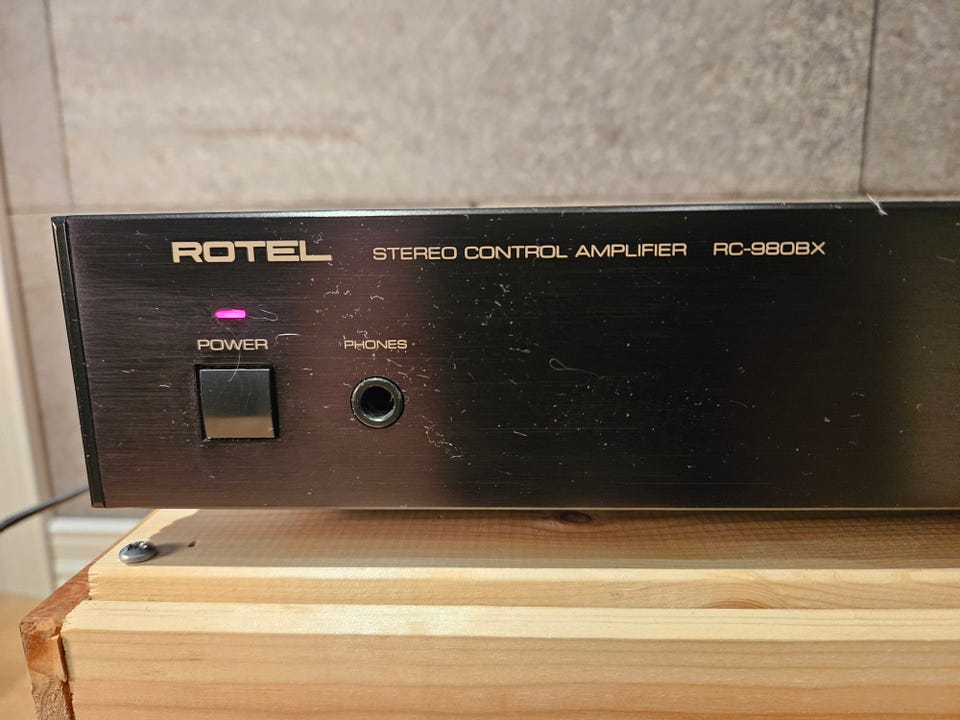 ROTEL STEREO CONTROL AMPLIFIER RC-980BX
POWER PHONES